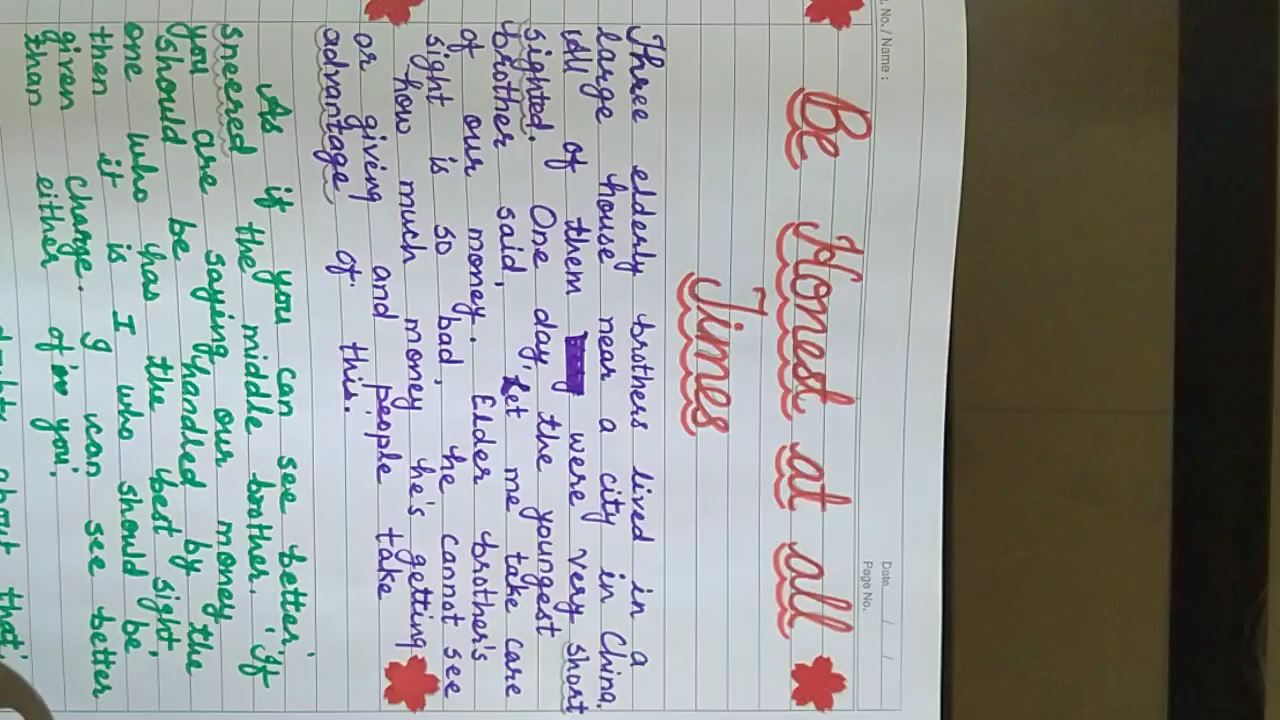 l. No. / Name :
Date / /
Page No.
Be Honest at all
Times
Three elderly brothers lived in a
large house near a city in China.
All of them were very short
sighted. One day, the youngest
brother said, 'Let me take care
of our money. Elder brother's
sight is so bad, he cannot see
how much money he's getting
or giving and people take
advantage of this.
As if you can see better,'
sneered the middle brother. 'If
you are saying our money
should be handled by the
one who has the best sight,
then it is I who should be
given charge. I can see better
than either of you'.
about that'